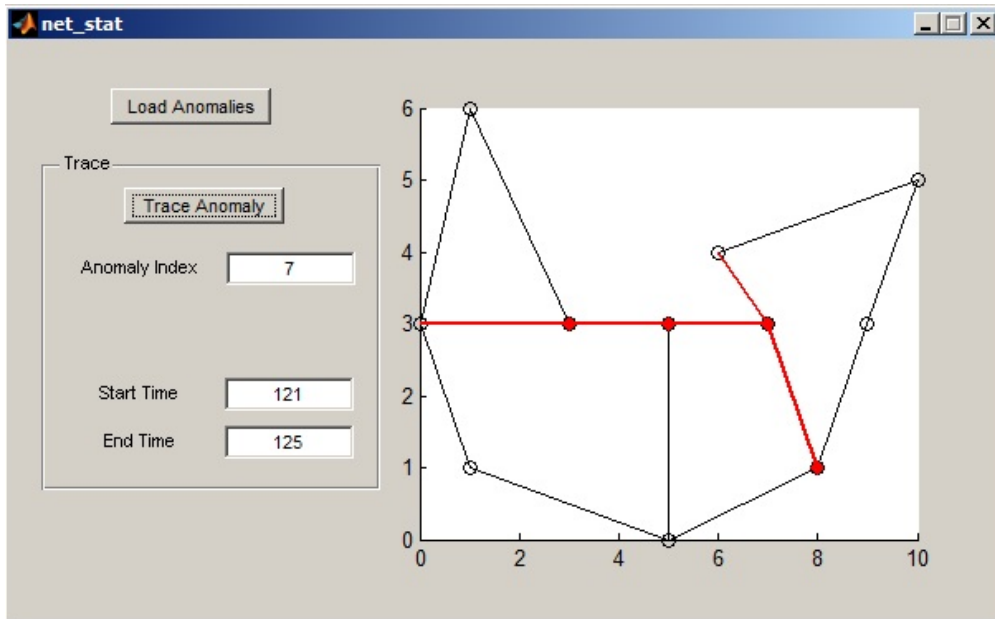 net_stat
Load Anomalies
Trace
Trace Anomaly
Anomaly Index 7
Start Time 121
End Time 125
6
5
4
3
2
1
0
0 2 4 6 8 10